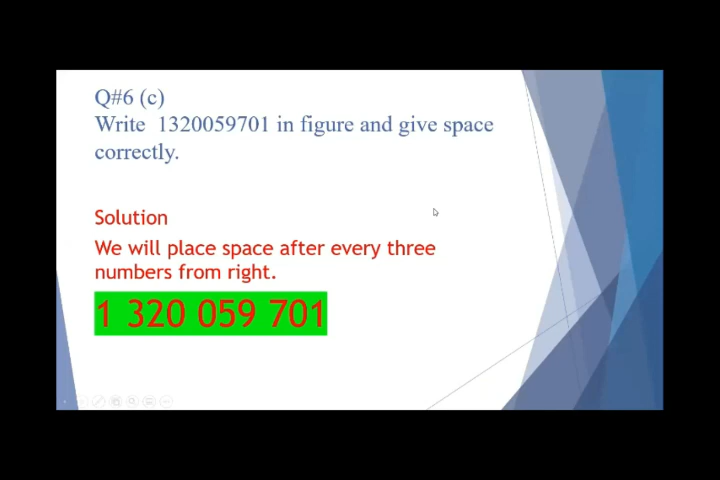 Q#6 (c)
Write 1320059701 in figure and give space
correctly.
Solution
We will place space after every three
numbers from right.
1 320 059 701